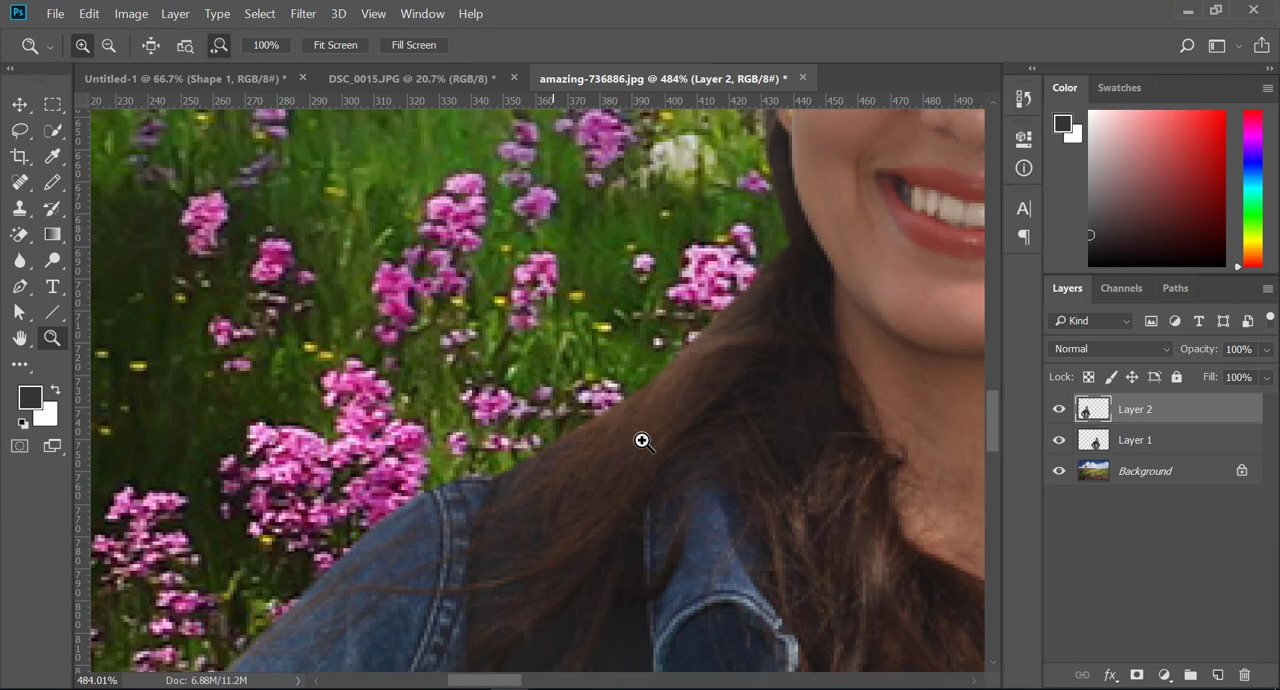 Ps File Edit Image Layer Type Select Filter 3D View Window Help
100% Fit Screen Fill Screen
Untitled-1 @ 66.7% (Shape 1, RGB/8#) * × DSC_0015.JPG @ 20.7% (RGB/8) * × amazing-736886.jpg @ 484% (Layer 2, RGB/8#) * ×
20 230 240 250 260 270 280 290 300 310 320 330 340 350 360 370 380 390 400 410 420 430 440 450 460 470 480 490
Color Swatches
Layers Channels Paths
Kind
Normal Opacity: 100%
Lock: Fill: 100%
Layer 2
Layer 1
Background
484.01% Doc: 6.88M/11.2M
fx